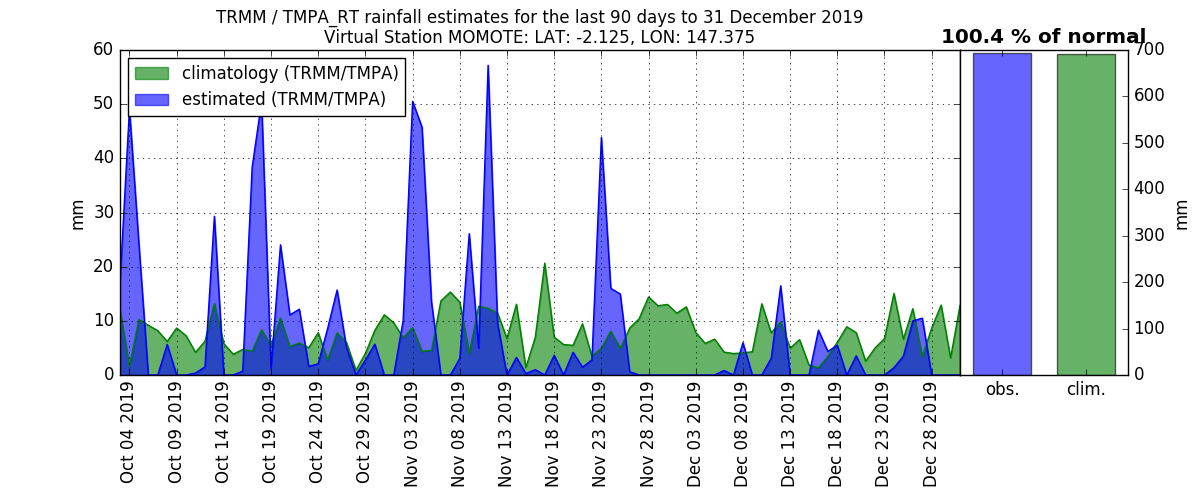 TRMM / TMPA_RT rainfall estimates for the last 90 days to 31 December 2019
Virtual Station MOMOTE: LAT: -2.125, LON: 147.375
100.4 % of normal
climatology (TRMM/TMPA)
estimated (TRMM/TMPA)
60
50
40
30
20
10
0
mm
700
600
500
400
300
200
100
0
mm
Oct 04 2019
Oct 09 2019
Oct 14 2019
Oct 19 2019
Oct 24 2019
Oct 29 2019
Nov 03 2019
Nov 08 2019
Nov 13 2019
Nov 18 2019
Nov 23 2019
Nov 28 2019
Dec 03 2019
Dec 08 2019
Dec 13 2019
Dec 18 2019
Dec 23 2019
Dec 28 2019
obs.
clim.